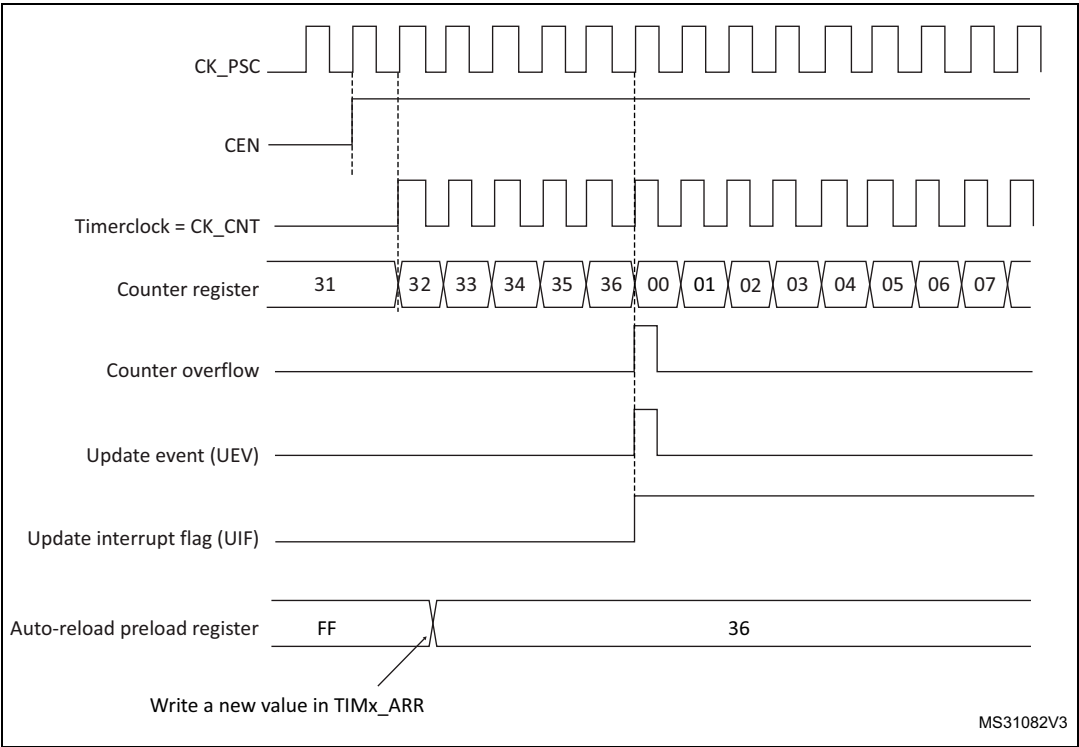 CK_PSC
CEN
Timerclock = CK_CNT
Counter register 31 32 33 34 35 36 00 01 02 03 04 05 06 07
Counter overflow
Update event (UEV)
Update interrupt flag (UIF)
Auto-reload preload register FF 36
Write a new value in TIMx_ARR
MS31082V3